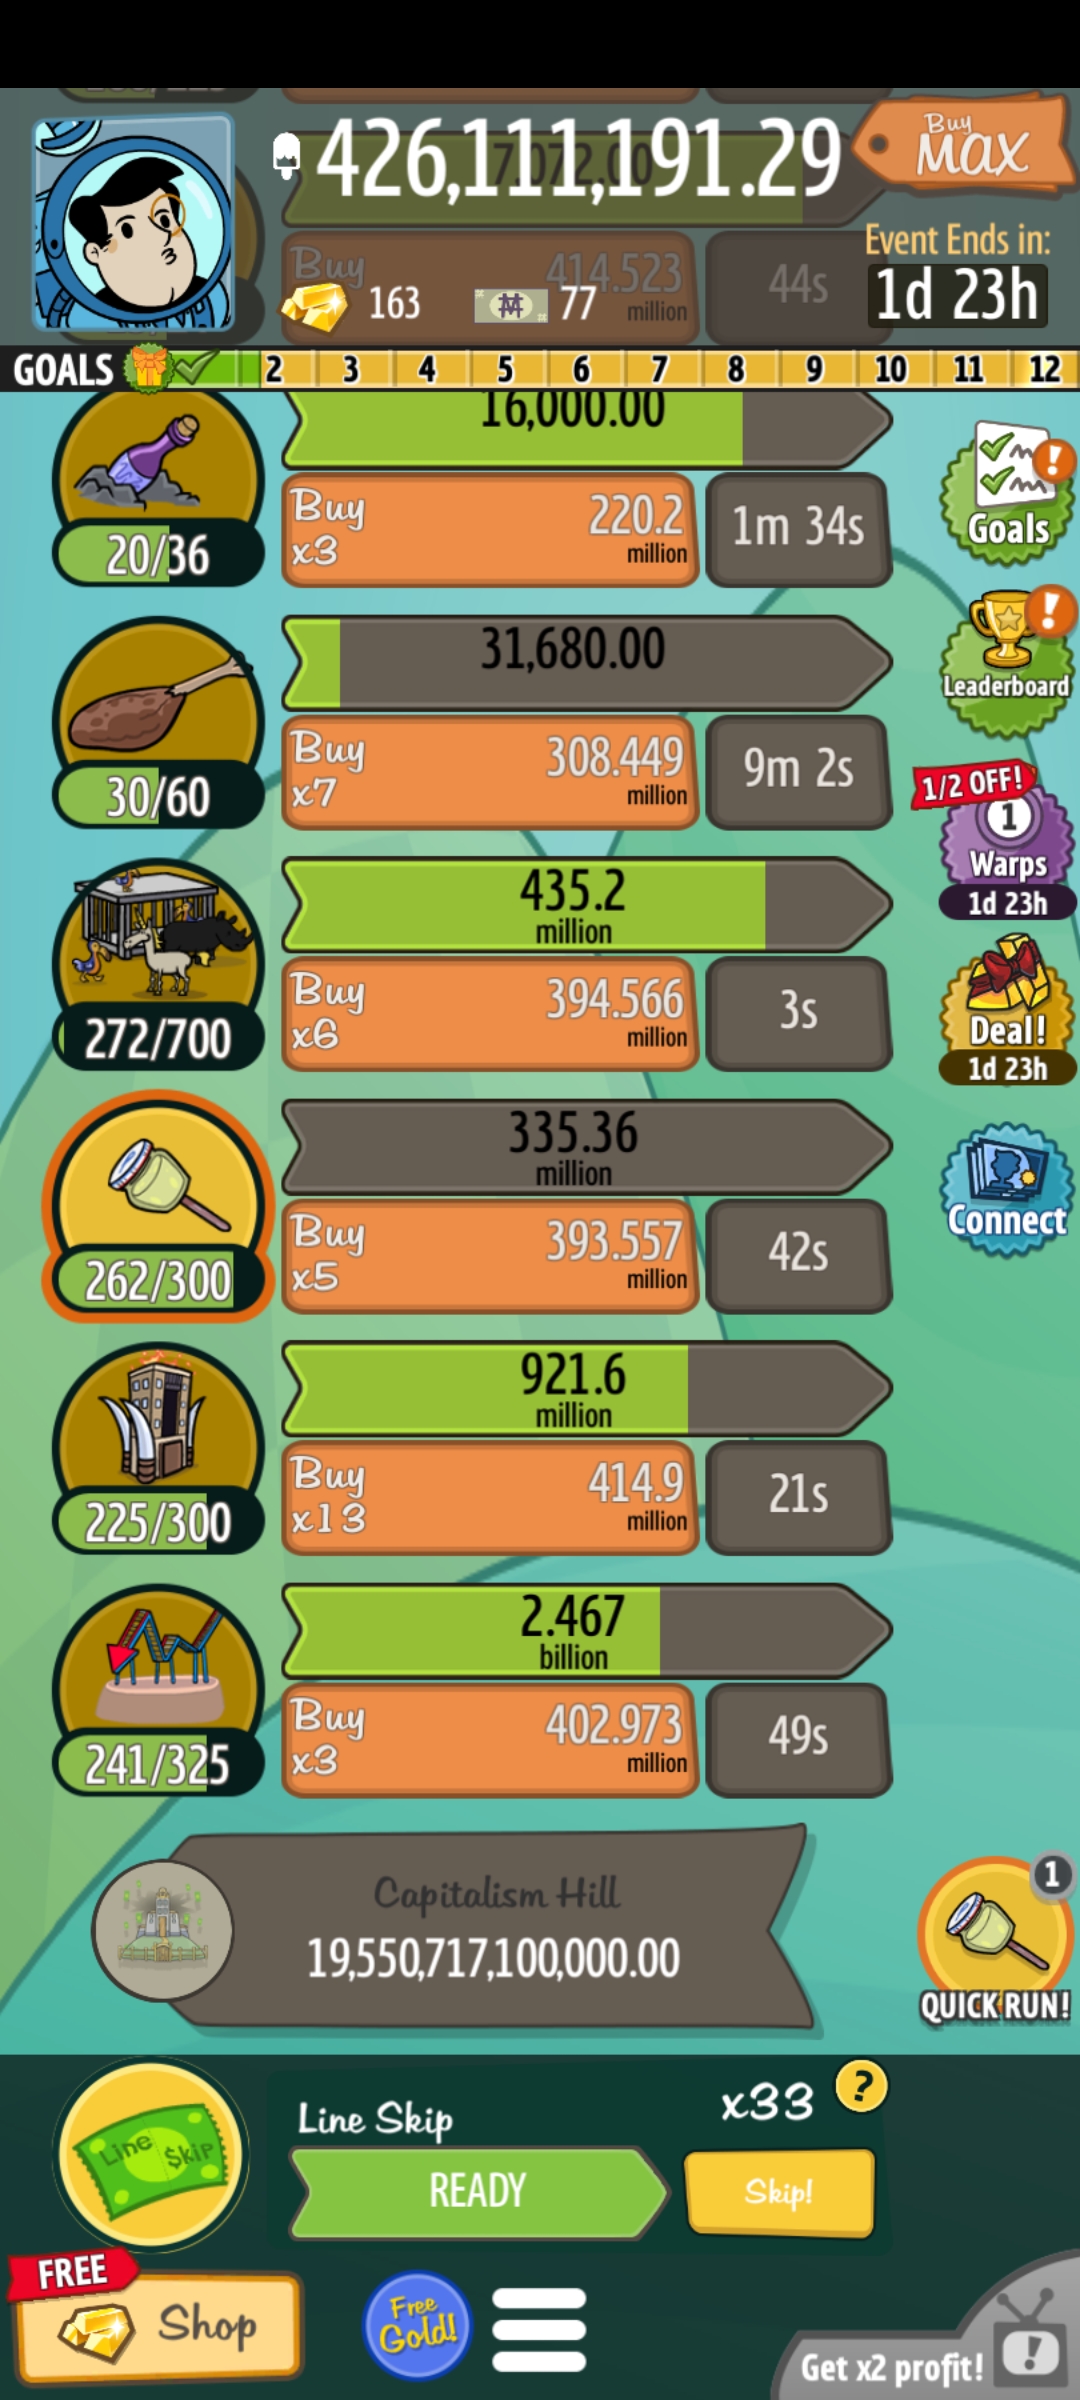 426,111,191.29
Buy
MAX
7,072.00
Event Ends in:
1d 23h
Buy
414.523
million
44s
163
77
GOALS 2 3 4 5 6 7 8 9 10 11 12
16,000.00
20/36
Buy
x3
220.2
million
1m 34s
Goals
31,680.00
30/60
Buy
x7
308.449
million
9m 2s
Leaderboard
1/2 OFF!
1
Warps
1d 23h
435.2
million
272/700
Buy
x6
394.566
million
3s
Deal!
1d 23h
335.36
million
262/300
Buy
x5
393.557
million
42s
Connect
921.6
million
225/300
Buy
x13
414.9
million
21s
2.467
billion
241/325
Buy
x3
402.973
million
49s
Capitalism Hill
19,550,717,100,000.00
1
QUICK RUN!
Line $kip
Line Skip
x33
?
READY
Skip!
FREE
Shop
Free
Gold!
Get x2 profit!